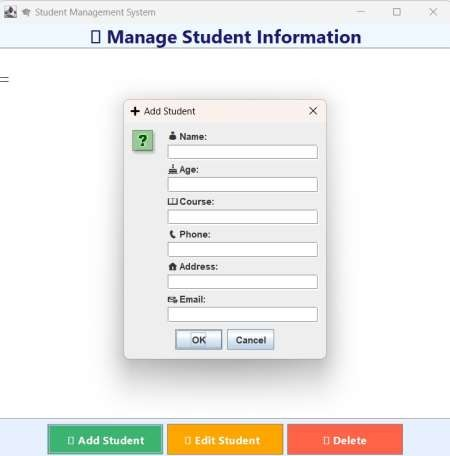 Student Management System
Manage Student Information
Add Student
?
Name:
Age:
Course:
Phone:
Address:
Email:
OK
Cancel
Add Student
Edit Student
Delete